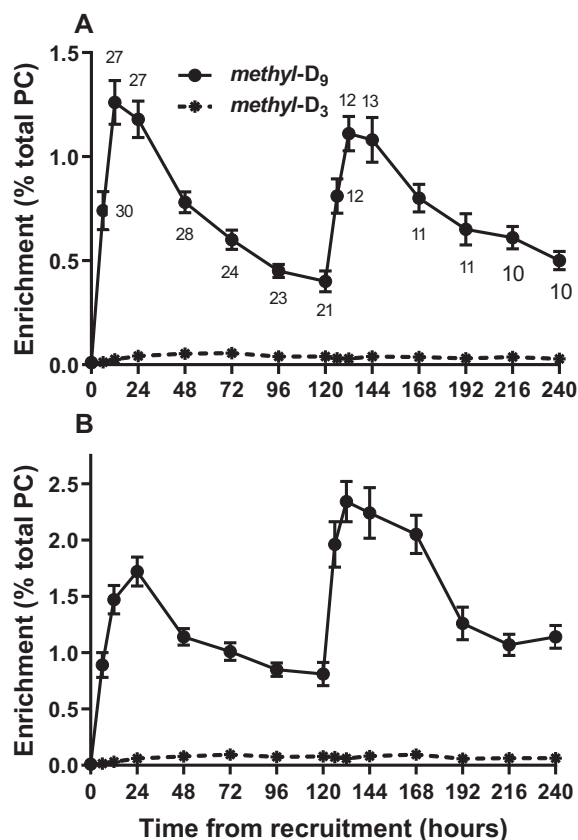 A
Enrichment (% total PC)
1.5
1.0
0.5
0.0
27
27
30
28
24
23
21
12
12
13
11
11
10
10
methyl-D9
methyl-D3
0 24 48 72 96 120 144 168 192 216 240
B
Enrichment (% total PC)
2.5
2.0
1.5
1.0
0.5
0.0
0 24 48 72 96 120 144 168 192 216 240
Time from recruitment (hours)